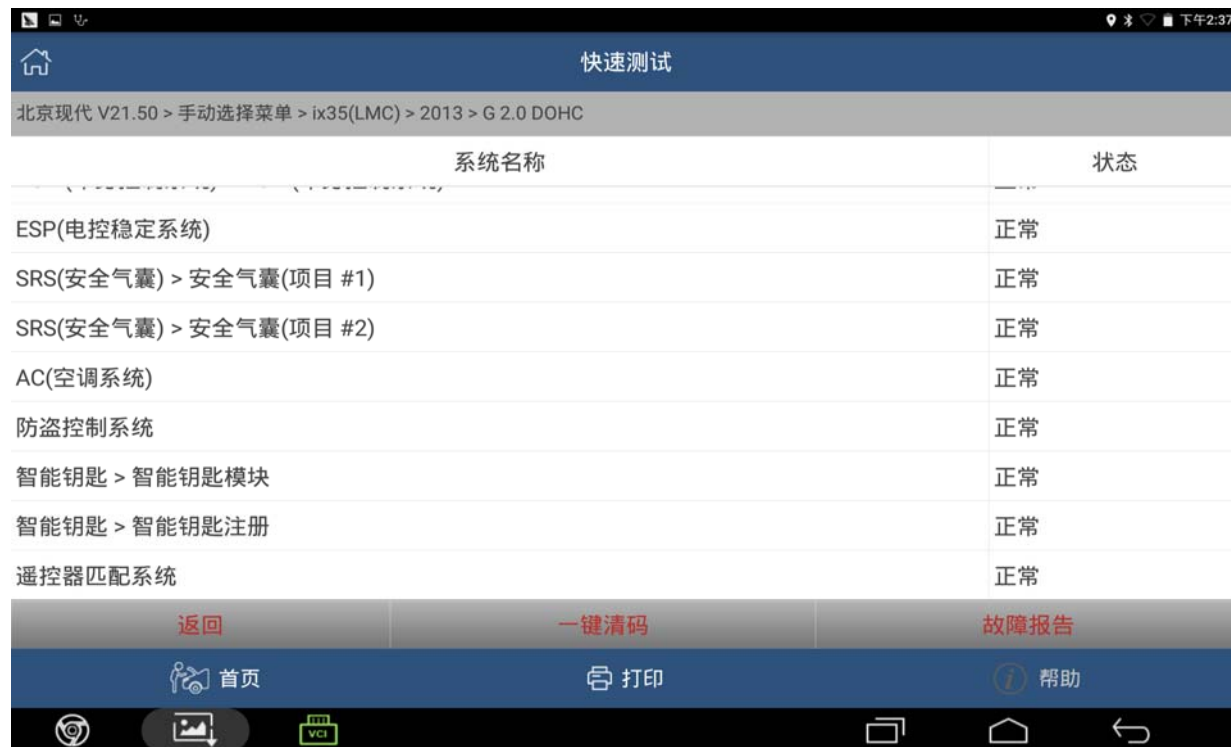 下午2:37
快速测试
北京现代 V21.50 > 手动选择菜单 > ix35(LMC) > 2013 > G 2.0 DOHC
系统名称 状态
ESP(电控稳定系统) 正常
SRS(安全气囊) > 安全气囊(项目 #1) 正常
SRS(安全气囊) > 安全气囊(项目 #2) 正常
AC(空调系统) 正常
防盗控制系统 正常
智能钥匙 > 智能钥匙模块 正常
智能钥匙 > 智能钥匙注册 正常
遥控器匹配系统 正常
返回 一键清码 故障报告
首页 打印 帮助
VCI